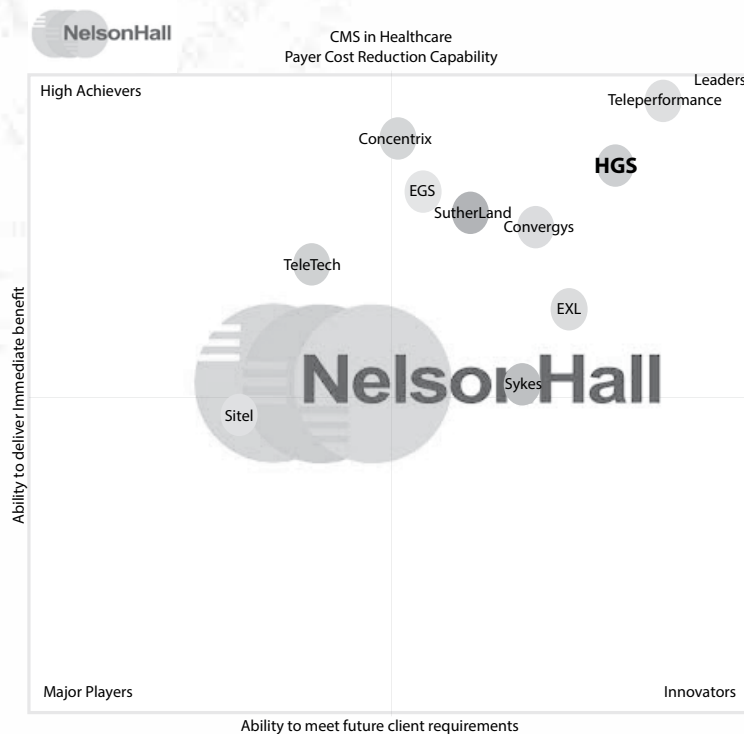 NelsonHall
CMS in Healthcare
Payer Cost Reduction Capability
High Achievers
Leaders
Teleperformance
Concentrix
HGS
EGS
SutherLand
Convergys
TeleTech
EXL
NelsonHall
Sykes
Sitel
Ability to deliver Immediate benefit
Major Players
Innovators
Ability to meet future client requirements